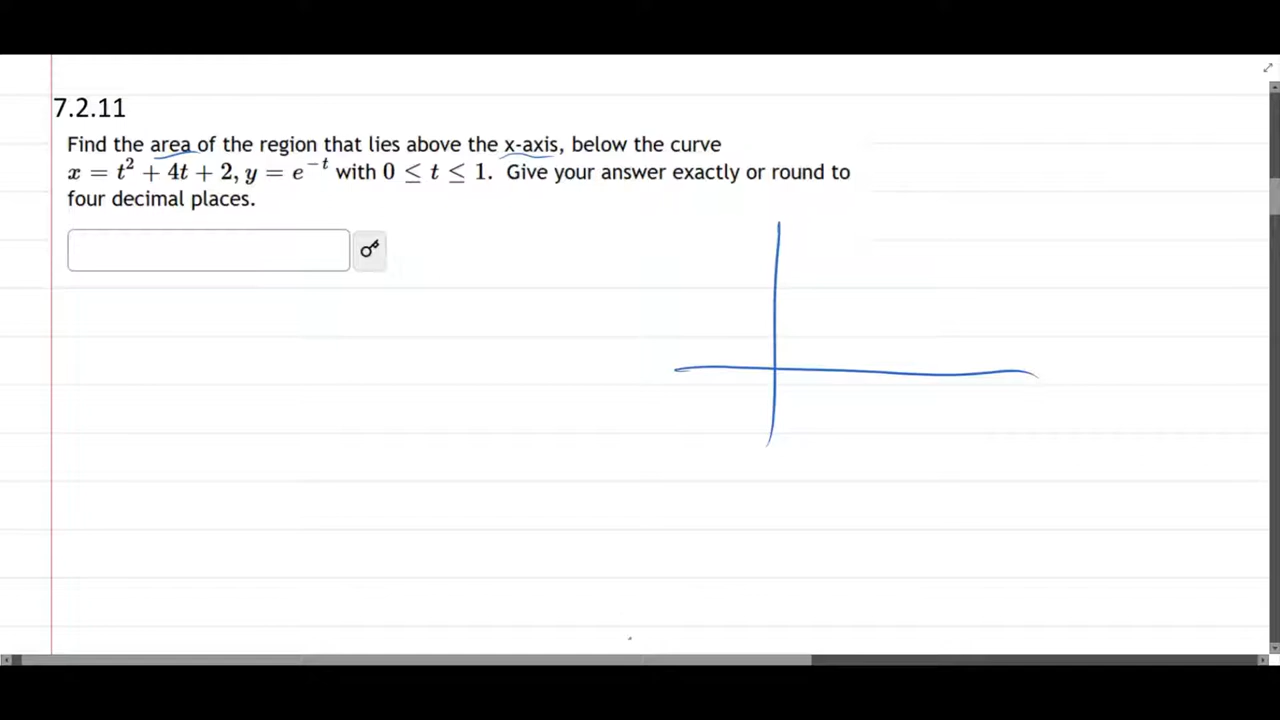 7.2.11
Find the area of the region that lies above the x-axis, below the curve
x = t² + 4t + 2, y = e⁻ᵗ with 0 ≤ t ≤ 1. Give your answer exactly or round to
four decimal places.